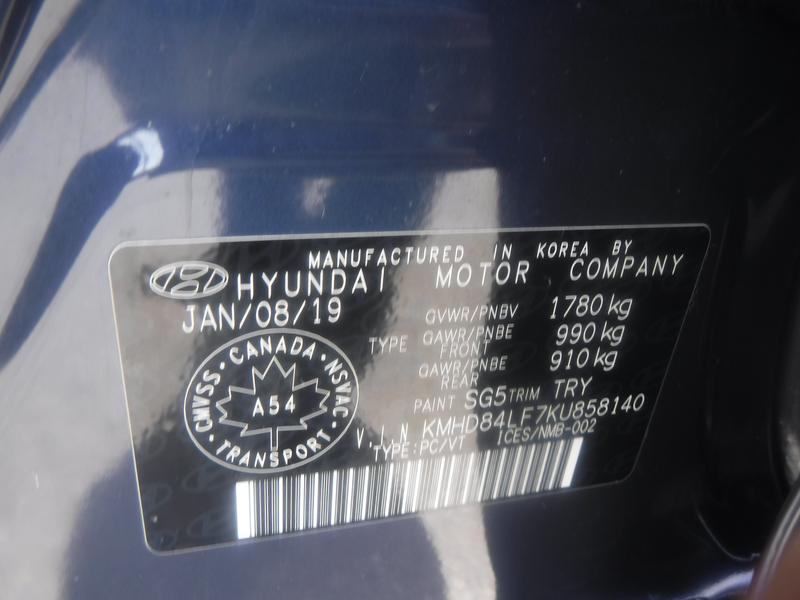 MANUFACTURED IN KOREA BY
HYUNDAI MOTOR COMPANY
JAN/08/19
GVWR/PNBV 1780 kg
TYPE GAWR/PNBE FRONT 990 kg
GAWR/PNBE REAR 910 kg
PAINT SG5 TRIM TRY
V.I.N KMHD84LF7KU858140
TYPE:PC/VT ICES/NMB-002
CMVSS · CANADA · NSVAC · TRANSPORT ·
A54